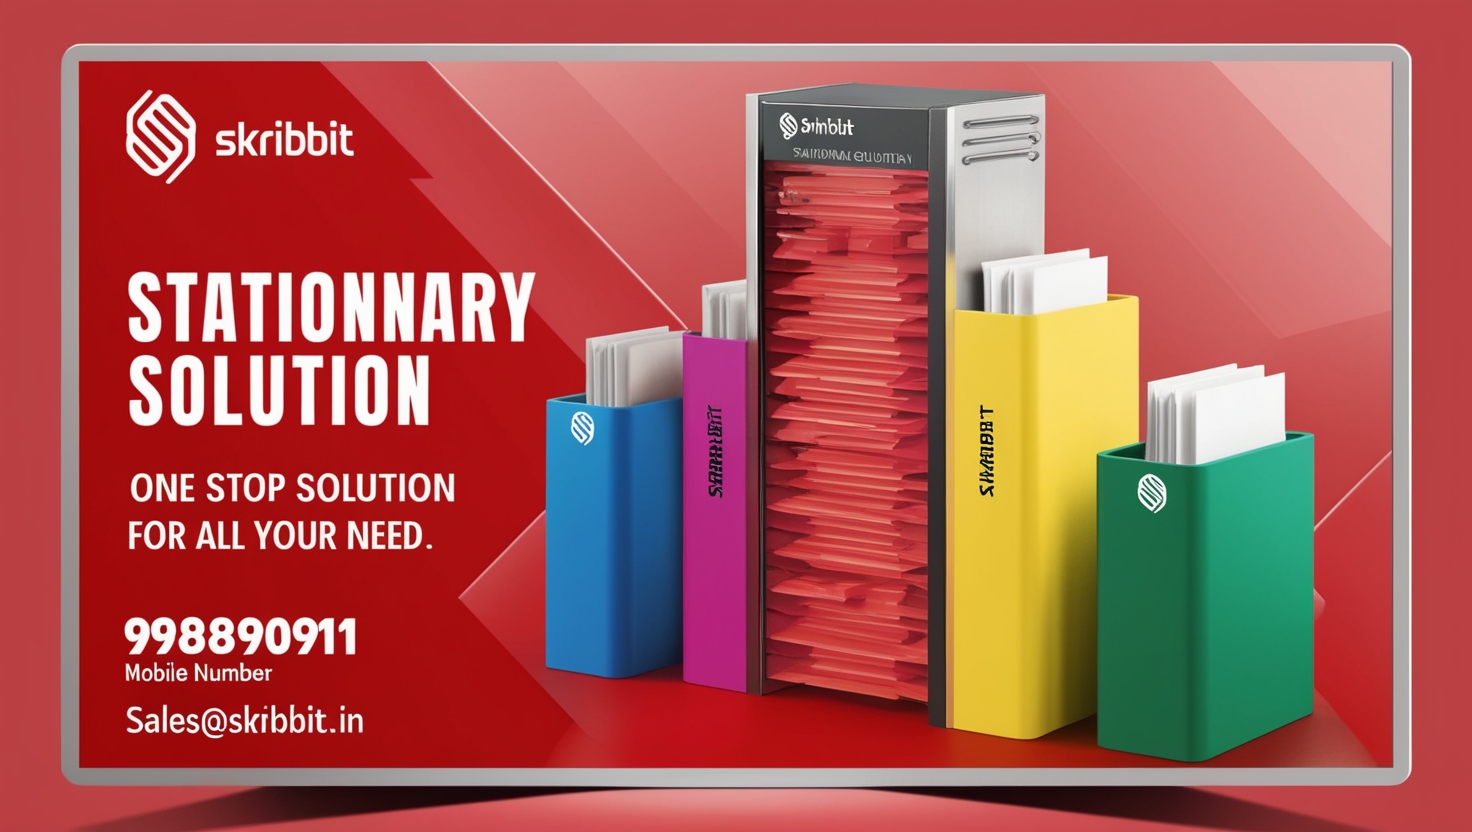 skribbit
STATIONNARY
SOLUTION
ONE STOP SOLUTION
FOR ALL YOUR NEED.
998890911
Mobile Number
Sales@skribbit.in